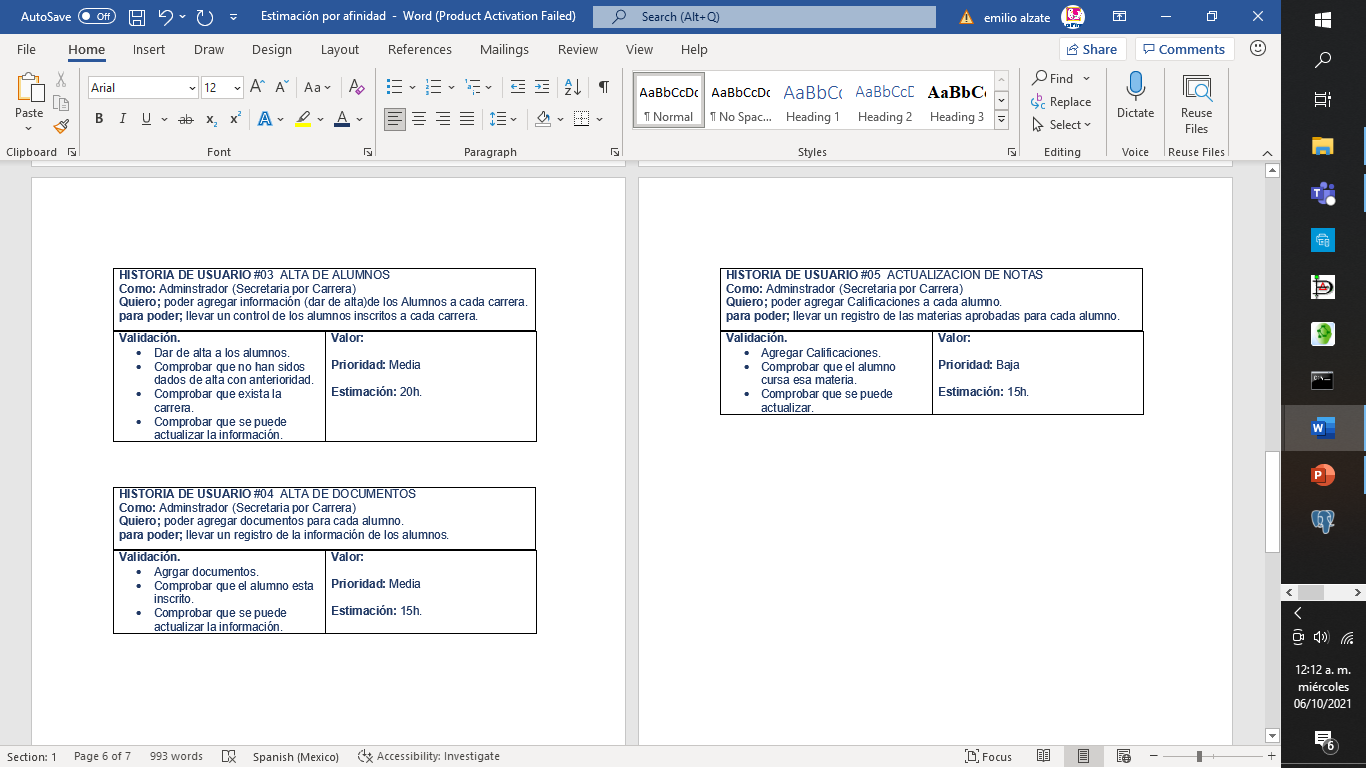 AutoSave Off Estimación por afinidad - Word (Product Activation Failed) Search (Alt+Q) emilio alzate
File Home Insert Draw Design Layout References Mailings Review View Help Share Comments
Paste
Clipboard
Arial 12
Font
Paragraph
AaBbCcDc AaBbCcDc AaBbCc AaBbCcD AaBbC
¶ Normal ¶ No Spac... Heading 1 Heading 2 Heading 3
Styles
Find
Replace
Select
Editing
Dictate
Voice
Reuse
Files
Reuse Files
HISTORIA DE USUARIO #03 ALTA DE ALUMNOS
Como: Adminstrador (Secretaria por Carrera)
Quiero; poder agregar información (dar de alta)de los Alumnos a cada carrera.
para poder; llevar un control de los alumnos inscritos a cada carrera.
Validación.
• Dar de alta a los alumnos.
• Comprobar que no han sidos
dados de alta con anterioridad.
• Comprobar que exista la
carrera.
• Comprobar que se puede
actualizar la información.
Valor:
Prioridad: Media
Estimación: 20h.
HISTORIA DE USUARIO #04 ALTA DE DOCUMENTOS
Como: Adminstrador (Secretaria por Carrera)
Quiero; poder agregar documentos para cada alumno.
para poder; llevar un registro de la información de los alumnos.
Validación.
• Agrgar documentos.
• Comprobar que el alumno esta
inscrito.
• Comprobar que se puede
actualizar la información.
Valor:
Prioridad: Media
Estimación: 15h.
HISTORIA DE USUARIO #05 ACTUALIZACION DE NOTAS
Como: Adminstrador (Secretaria por Carrera)
Quiero; poder agregar Calificaciones a cada alumno.
para poder; llevar un registro de las materias aprobadas para cada alumno.
Validación.
• Agregar Calificaciones.
• Comprobar que el alumno
cursa esa materia.
• Comprobar que se puede
actualizar.
Valor:
Prioridad: Baja
Estimación: 15h.
Section: 1 Page 6 of 7 993 words Spanish (Mexico) Accessibility: Investigate Focus
12:12 a. m.
miércoles
06/10/2021
6